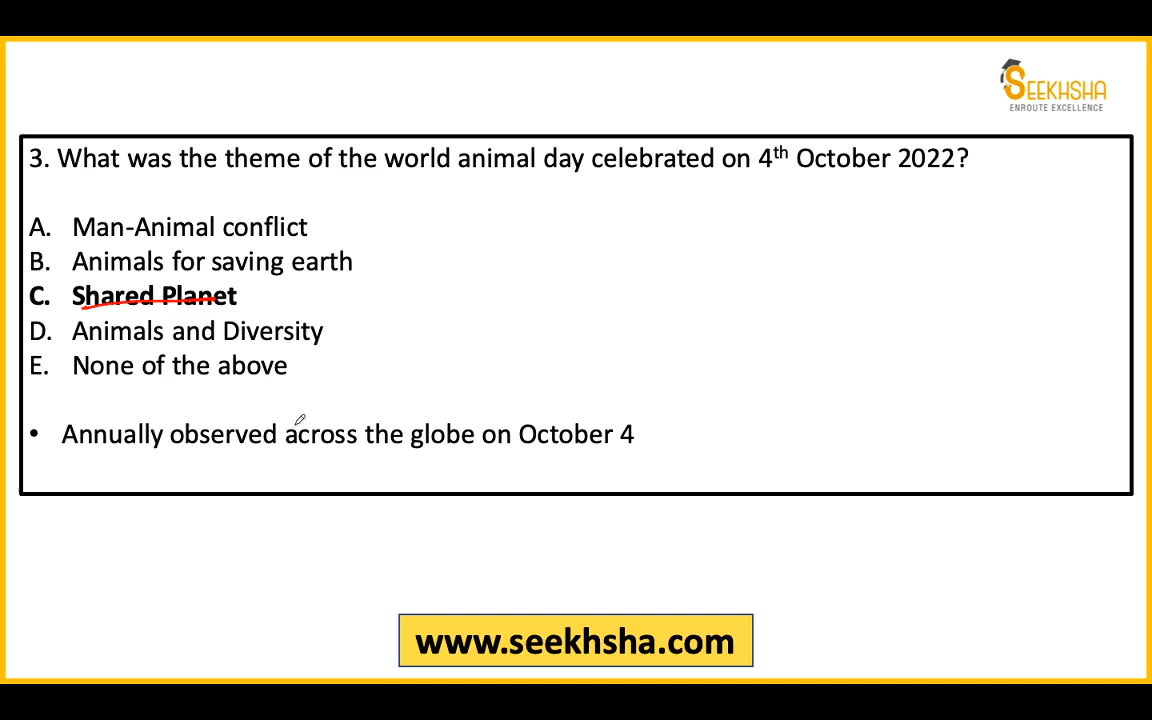 SEEKHSHA
ENROUTE EXCELLENCE
3. What was the theme of the world animal day celebrated on 4th October 2022?
A. Man-Animal conflict
B. Animals for saving earth
C. Shared Planet
D. Animals and Diversity
E. None of the above
• Annually observed across the globe on October 4
www.seekhsha.com